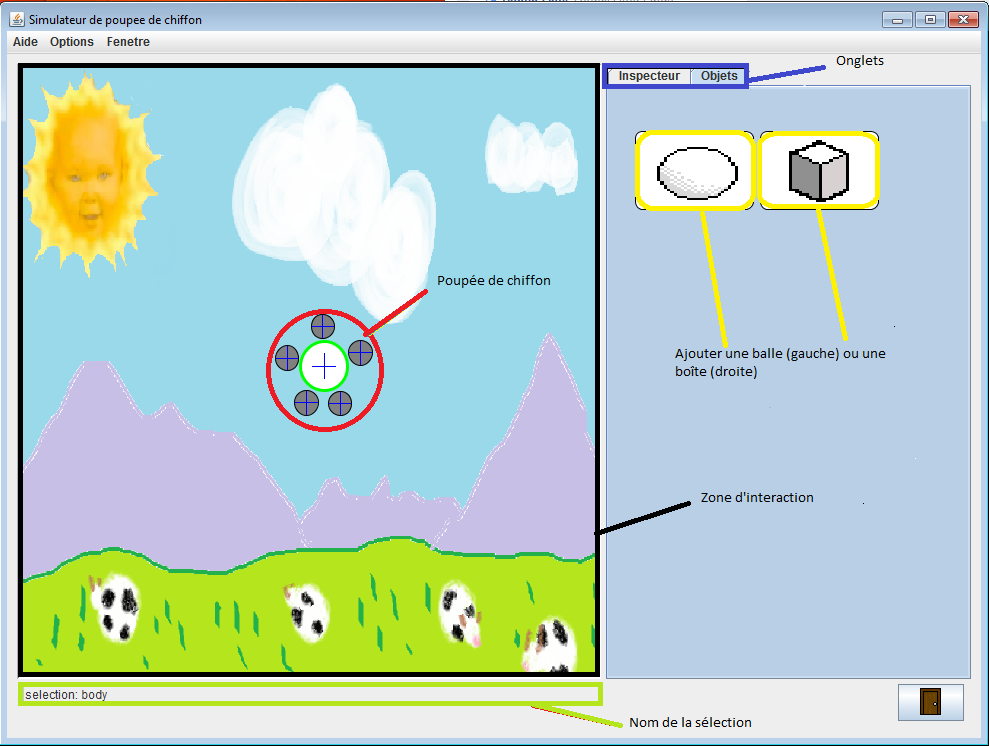 Simulateur de poupee de chiffon
Aide Options Fenetre
Onglets
Inspecteur Objets
Poupée de chiffon
Ajouter une balle (gauche) ou une
boîte (droite)
Zone d'interaction
selection: body
Nom de la sélection